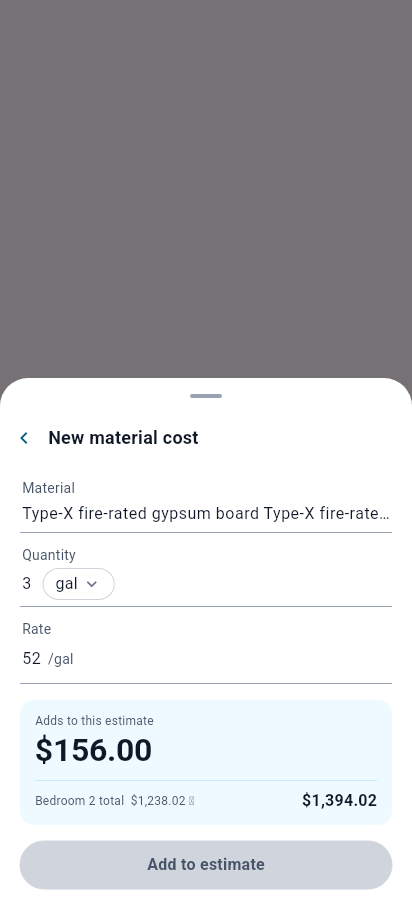 New material cost
Material
Type-X fire-rated gypsum board Type-X fire-rate…
Quantity
3 gal
Rate
52 /gal
Adds to this estimate
$156.00
Bedroom 2 total $1,238.02 $1,394.02
Add to estimate